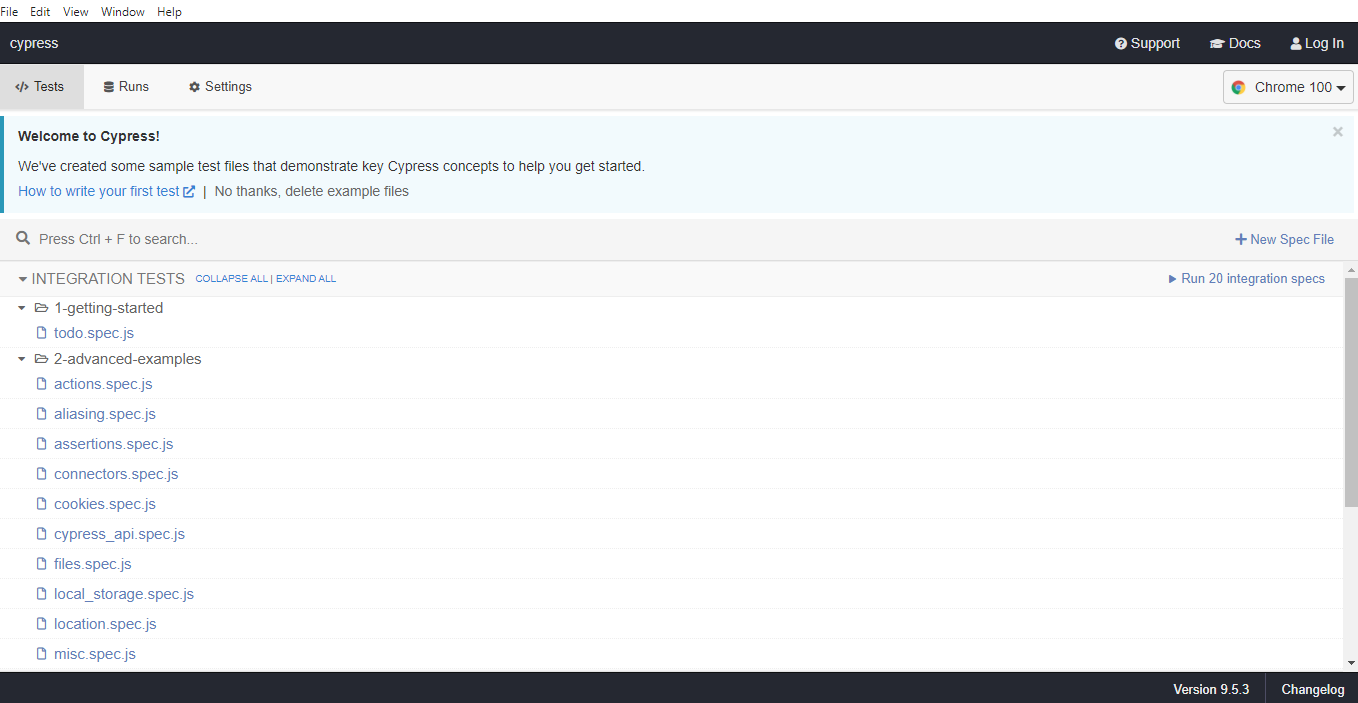 File Edit View Window Help
cypress Support Docs Log In
Tests Runs Settings Chrome 100
Welcome to Cypress!
We've created some sample test files that demonstrate key Cypress concepts to help you get started.
How to write your first test | No thanks, delete example files
Press Ctrl + F to search... New Spec File
INTEGRATION TESTS COLLAPSE ALL | EXPAND ALL Run 20 integration specs
1-getting-started
todo.spec.js
2-advanced-examples
actions.spec.js
aliasing.spec.js
assertions.spec.js
connectors.spec.js
cookies.spec.js
cypress_api.spec.js
files.spec.js
local_storage.spec.js
location.spec.js
misc.spec.js
Version 9.5.3 Changelog